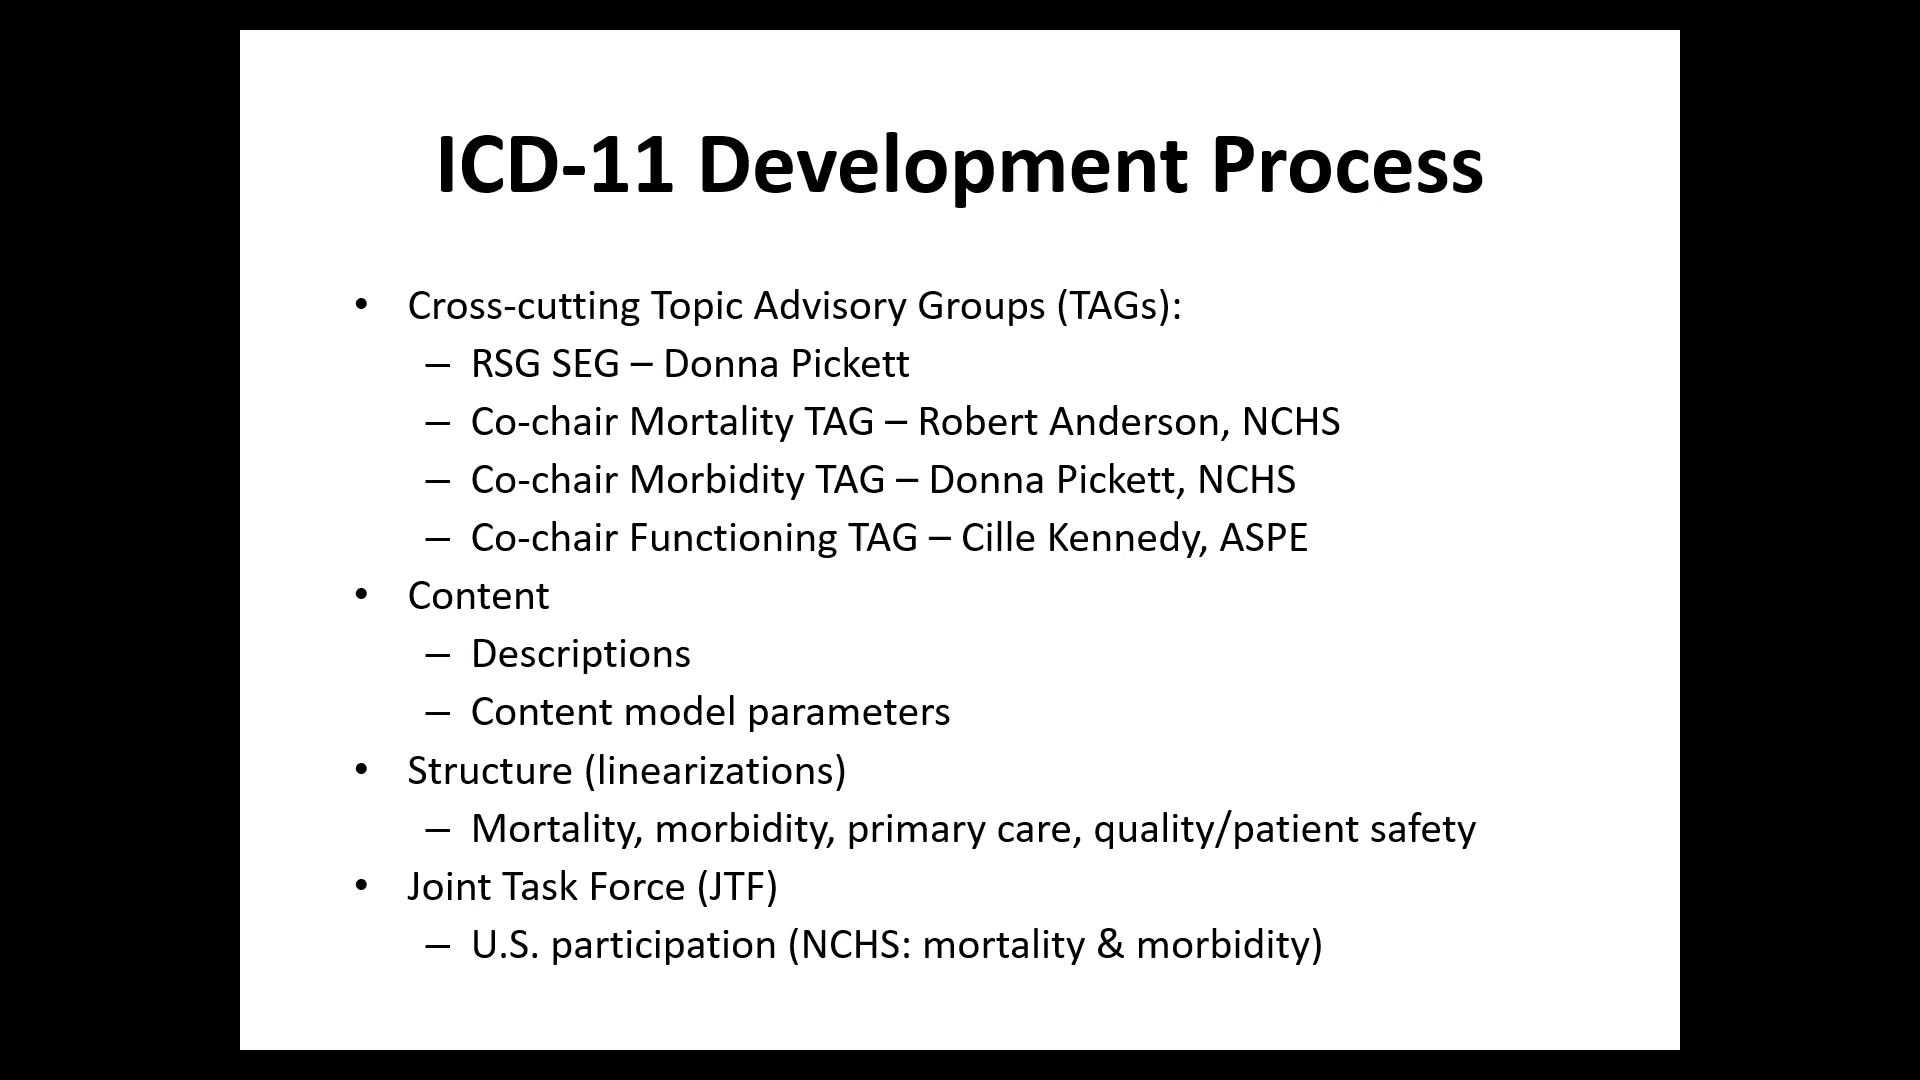 ICD-11 Development Process
• Cross-cutting Topic Advisory Groups (TAGs):
– RSG SEG – Donna Pickett
– Co-chair Mortality TAG – Robert Anderson, NCHS
– Co-chair Morbidity TAG – Donna Pickett, NCHS
– Co-chair Functioning TAG – Cille Kennedy, ASPE
• Content
– Descriptions
– Content model parameters
• Structure (linearizations)
– Mortality, morbidity, primary care, quality/patient safety
• Joint Task Force (JTF)
– U.S. participation (NCHS: mortality & morbidity)